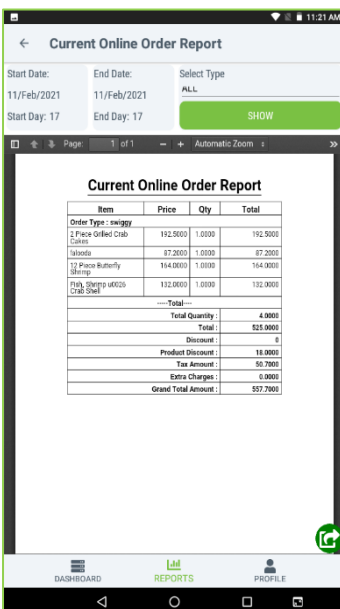 11:21 AM
Current Online Order Report
Start Date: End Date: Select Type
11/Feb/2021 11/Feb/2021 ALL
Start Day: 17 End Day: 17 SHOW
Page: 1 of 1 Automatic Zoom
Current Online Order Report
Item Price Qty Total
Order Type : swiggy
2 Piece Grilled Crab 192.5000 1.0000 192.5000
Cakes
falooda 87.2000 1.0000 87.2000
12 Piece Butterfly 164.0000 1.0000 164.0000
Shrimp
Fish, Shrimp u0026 132.0000 1.0000 132.0000
Crab Shell
-----Total----
Total Quantity : 4.0000
Total : 525.0000
Discount : 0
Product Discount : 18.0000
Tax Amount : 50.7000
Extra Charges : 0.0000
Grand Total Amount : 557.7000
DASHBOARD REPORTS PROFILE